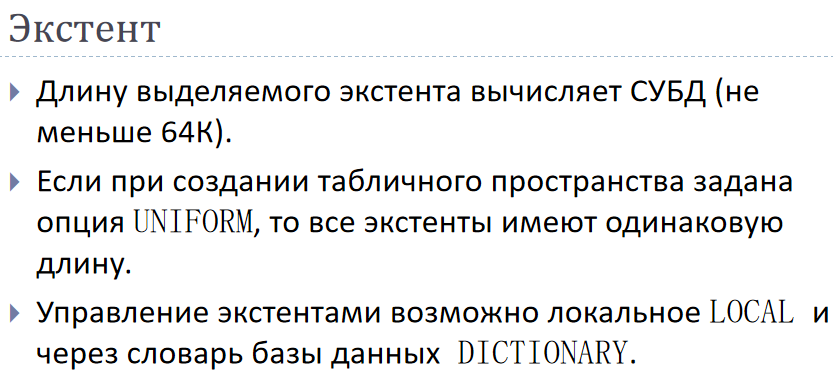 Экстент
Длину выделяемого экстента вычисляет СУБД (не
меньше 64К).
Если при создании табличного пространства задана
опция UNIFORM, то все экстенты имеют одинаковую
длину.
Управление экстентами возможно локальное LOCAL и
через словарь базы данных DICTIONARY.